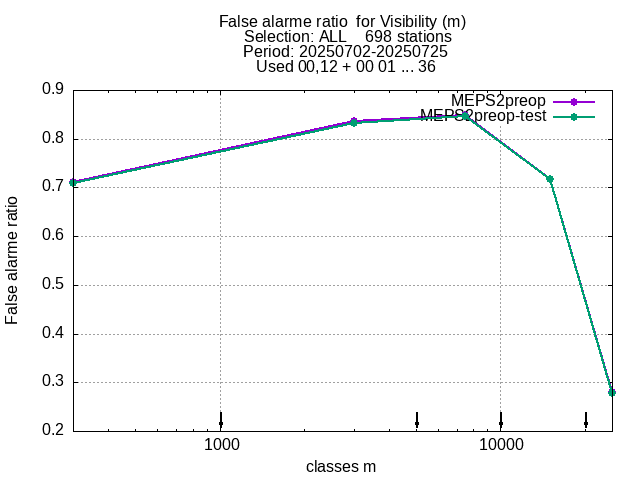 False alarme ratio  for Visibility (m)
Selection: ALL    698 stations
Period: 20250702-20250725
Used 00,12 + 00 01 ... 36
MEPS2preop
MEPS2preop-test
0.9
0.8
0.7
0.6
0.5
0.4
0.3
0.2
False alarme ratio
1000
10000
classes m